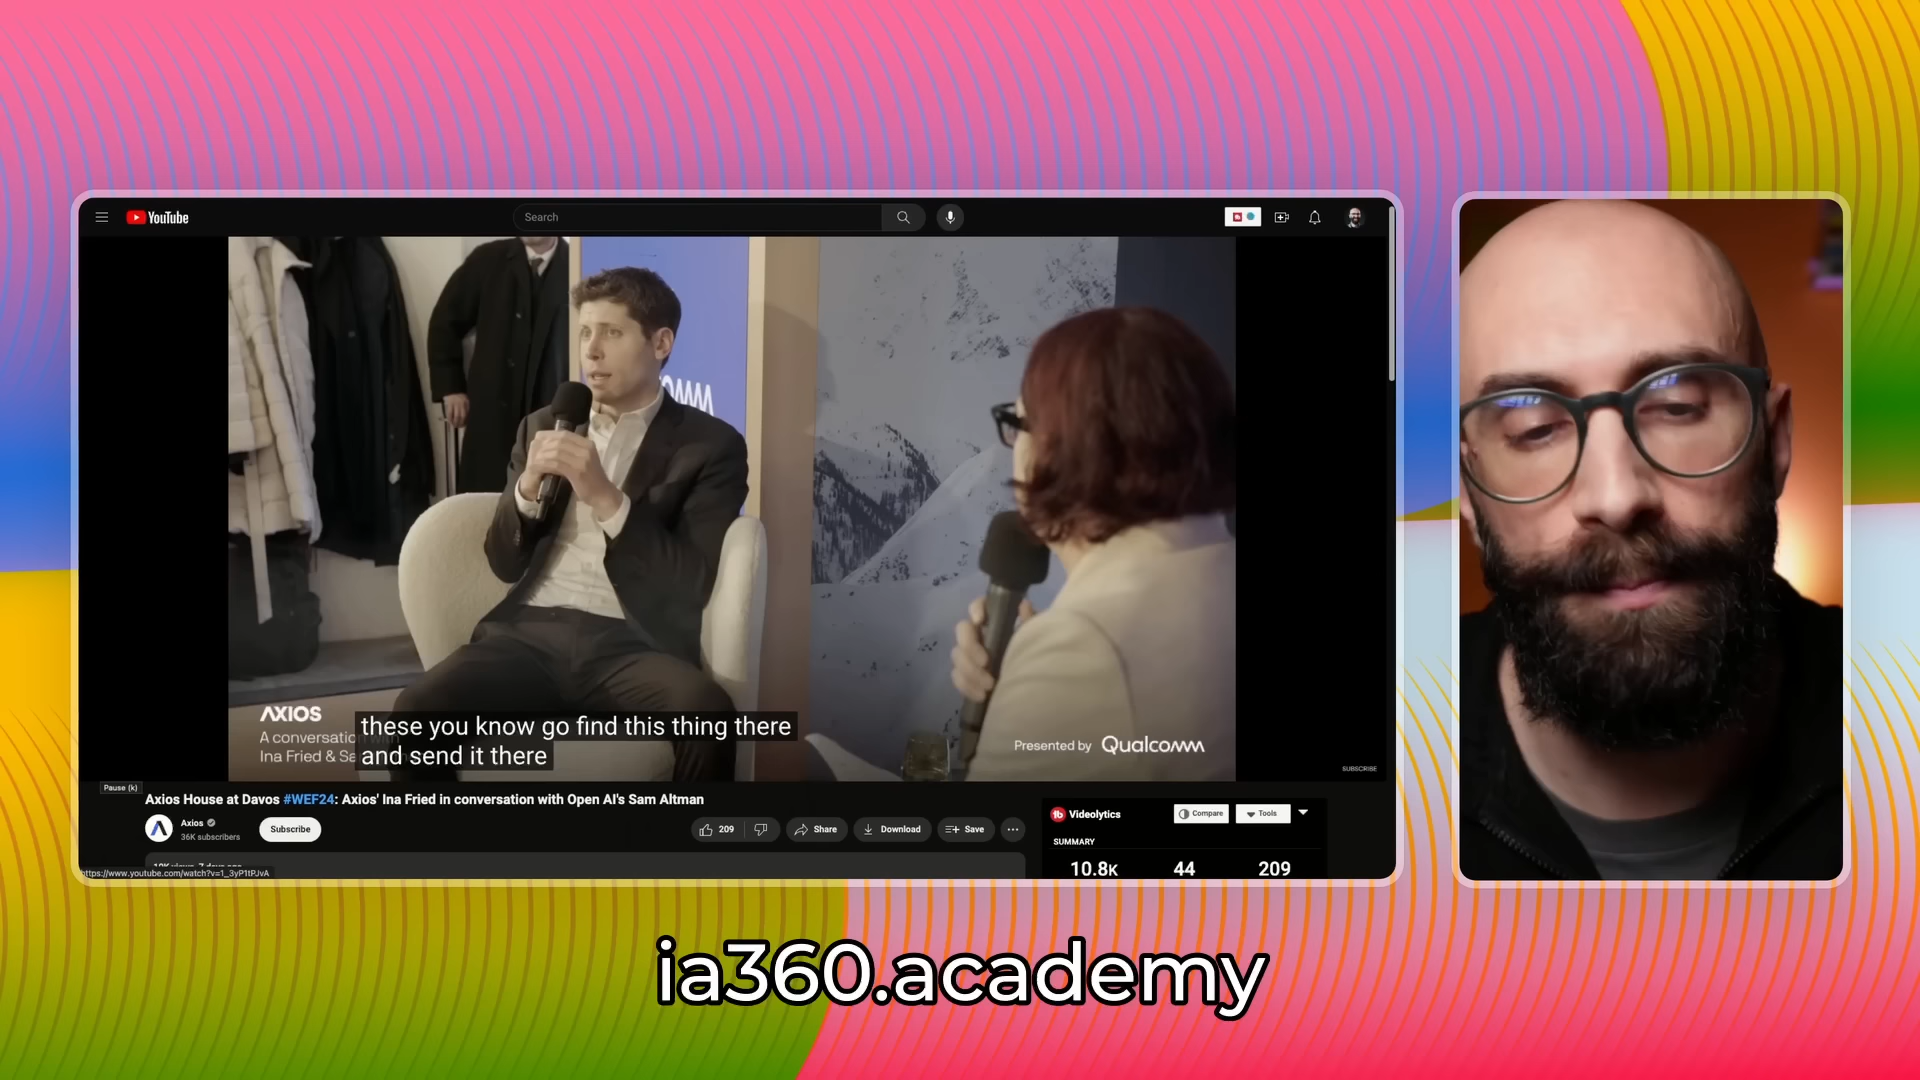 YouTube
Search
AXIOS
A conversation with
Ina Fried & Sa
these you know go find this thing there
and send it there
Presented by Qualcomm
SUBSCRIBE
Pause (k)
Axios House at Davos #WEF24: Axios' Ina Fried in conversation with Open AI's Sam Altman
Axios
36K subscribers
Subscribe
209
Share
Download
Save
Videolytics
Compare
Tools
SUMMARY
10.8K
44
209
https://www.youtube.com/watch?v=1_3yP1tPJvA
ia360.academy